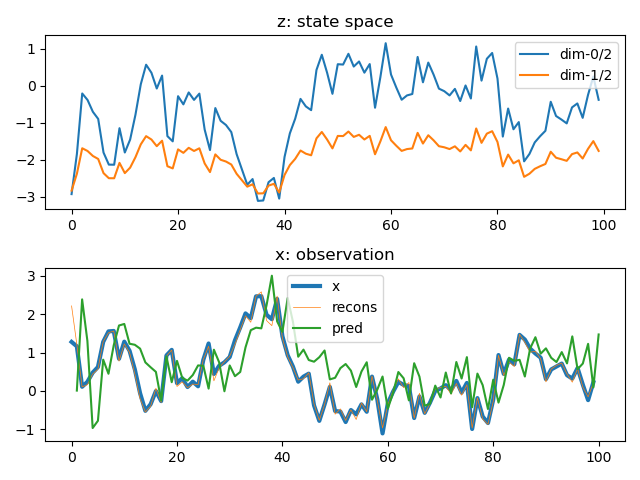 z: state space
1
0
−1
−2
−3
dim-0/2
dim-1/2
0 20 40 60 80 100
x: observation
3
2
1
0
−1
x
recons
pred
0 20 40 60 80 100